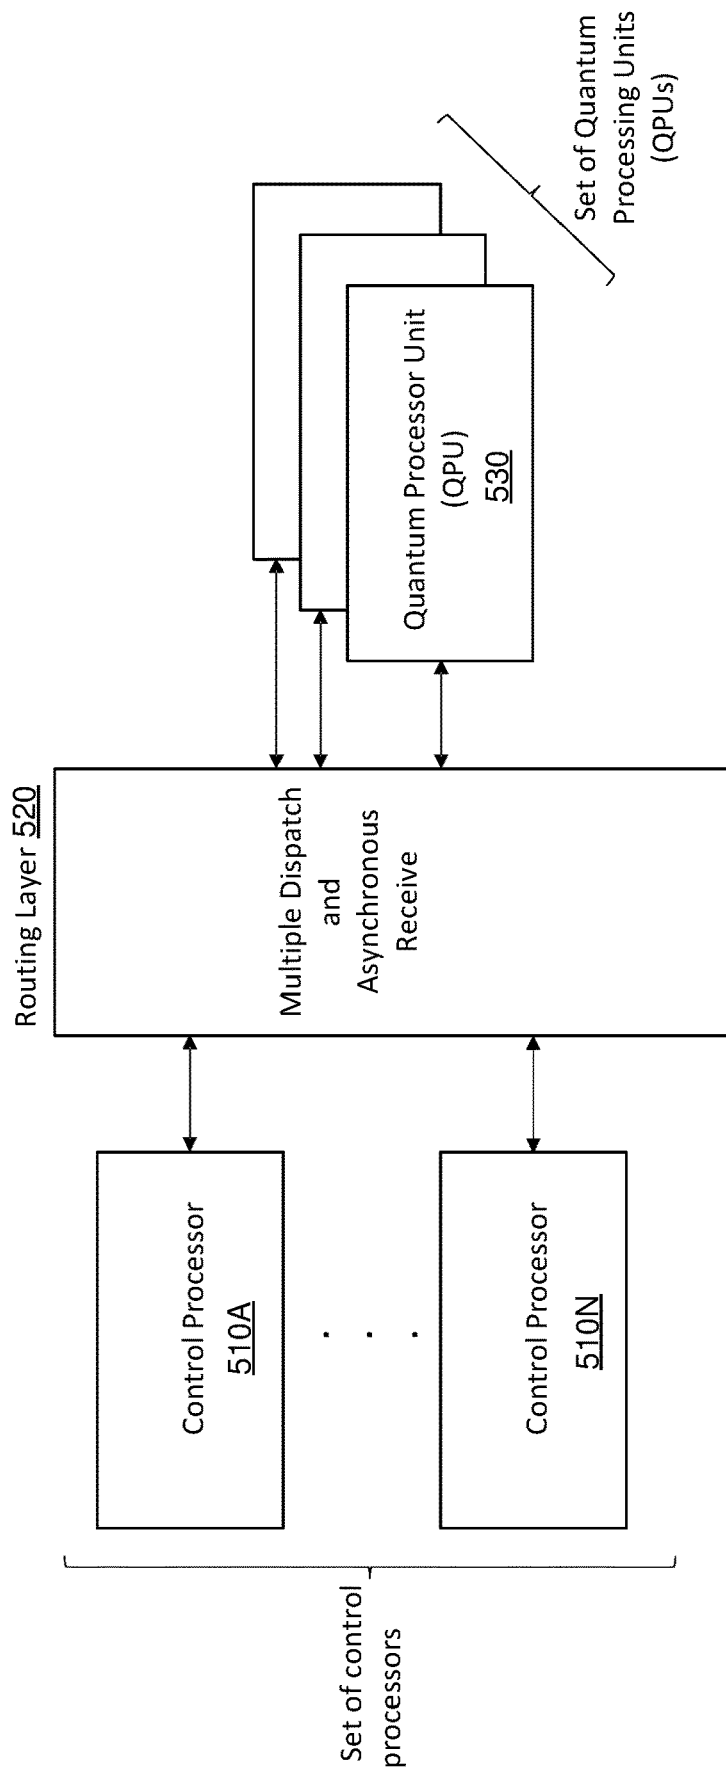 Set of control
processors
Control Processor
510A
. . .
Control Processor
510N
Routing Layer 520
Multiple Dispatch
and
Asynchronous
Receive
Quantum Processor Unit
(QPU)
530
Set of Quantum
Processing Units
(QPUs)